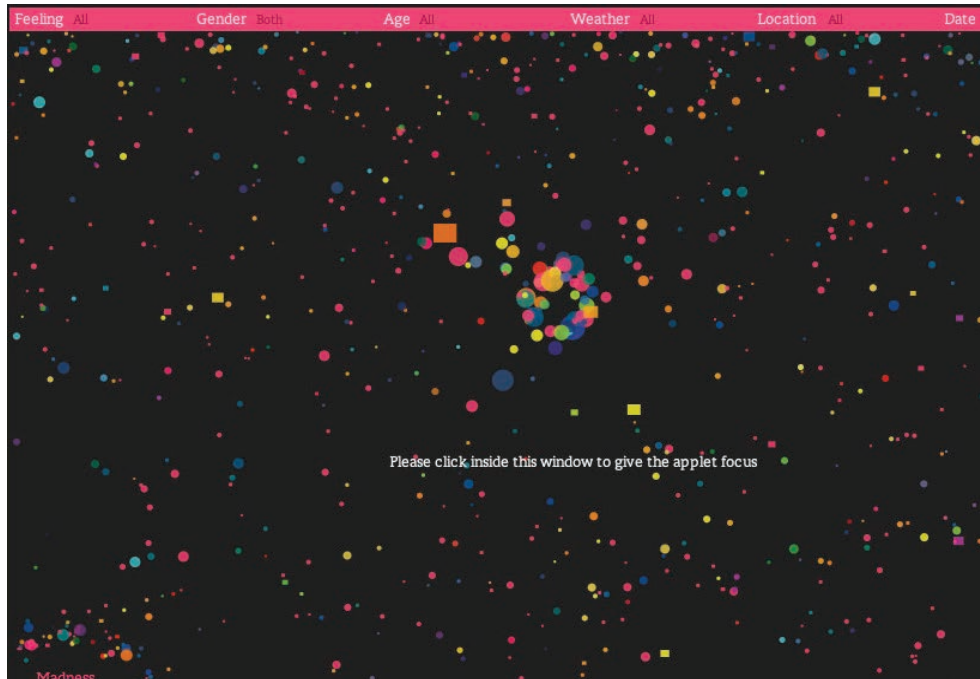 Feeling All Gender Both Age All Weather All Location All Date
Please click inside this window to give the applet focus
Madness